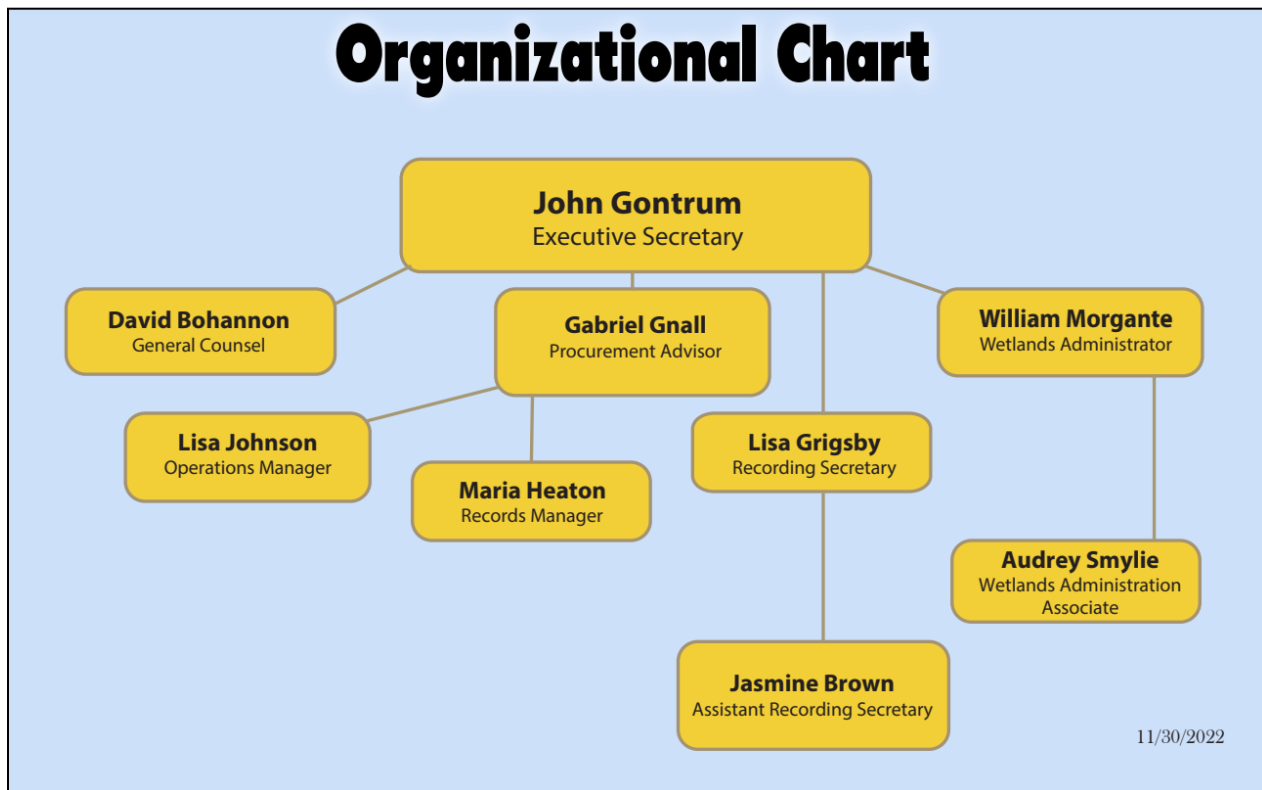 Organizational Chart
John Gontrum
Executive Secretary
David Bohannon
General Counsel
Gabriel Gnall
Procurement Advisor
William Morgante
Wetlands Administrator
Lisa Johnson
Operations Manager
Maria Heaton
Records Manager
Lisa Grigsby
Recording Secretary
Audrey Smylie
Wetlands Administration
Associate
Jasmine Brown
Assistant Recording Secretary
11/30/2022